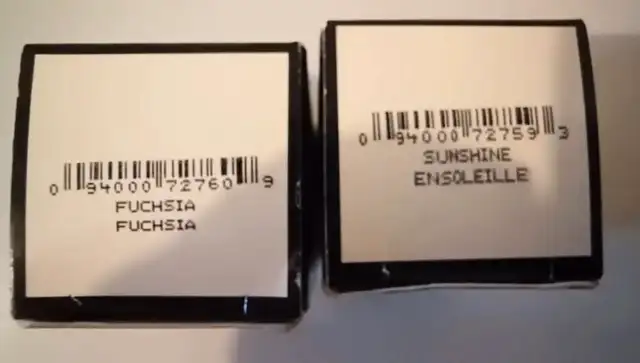 0 94000 72760 9
FUCHSIA
FUCHSIA
0 94000 72759 3
SUNSHINE
ENSOLEILLE